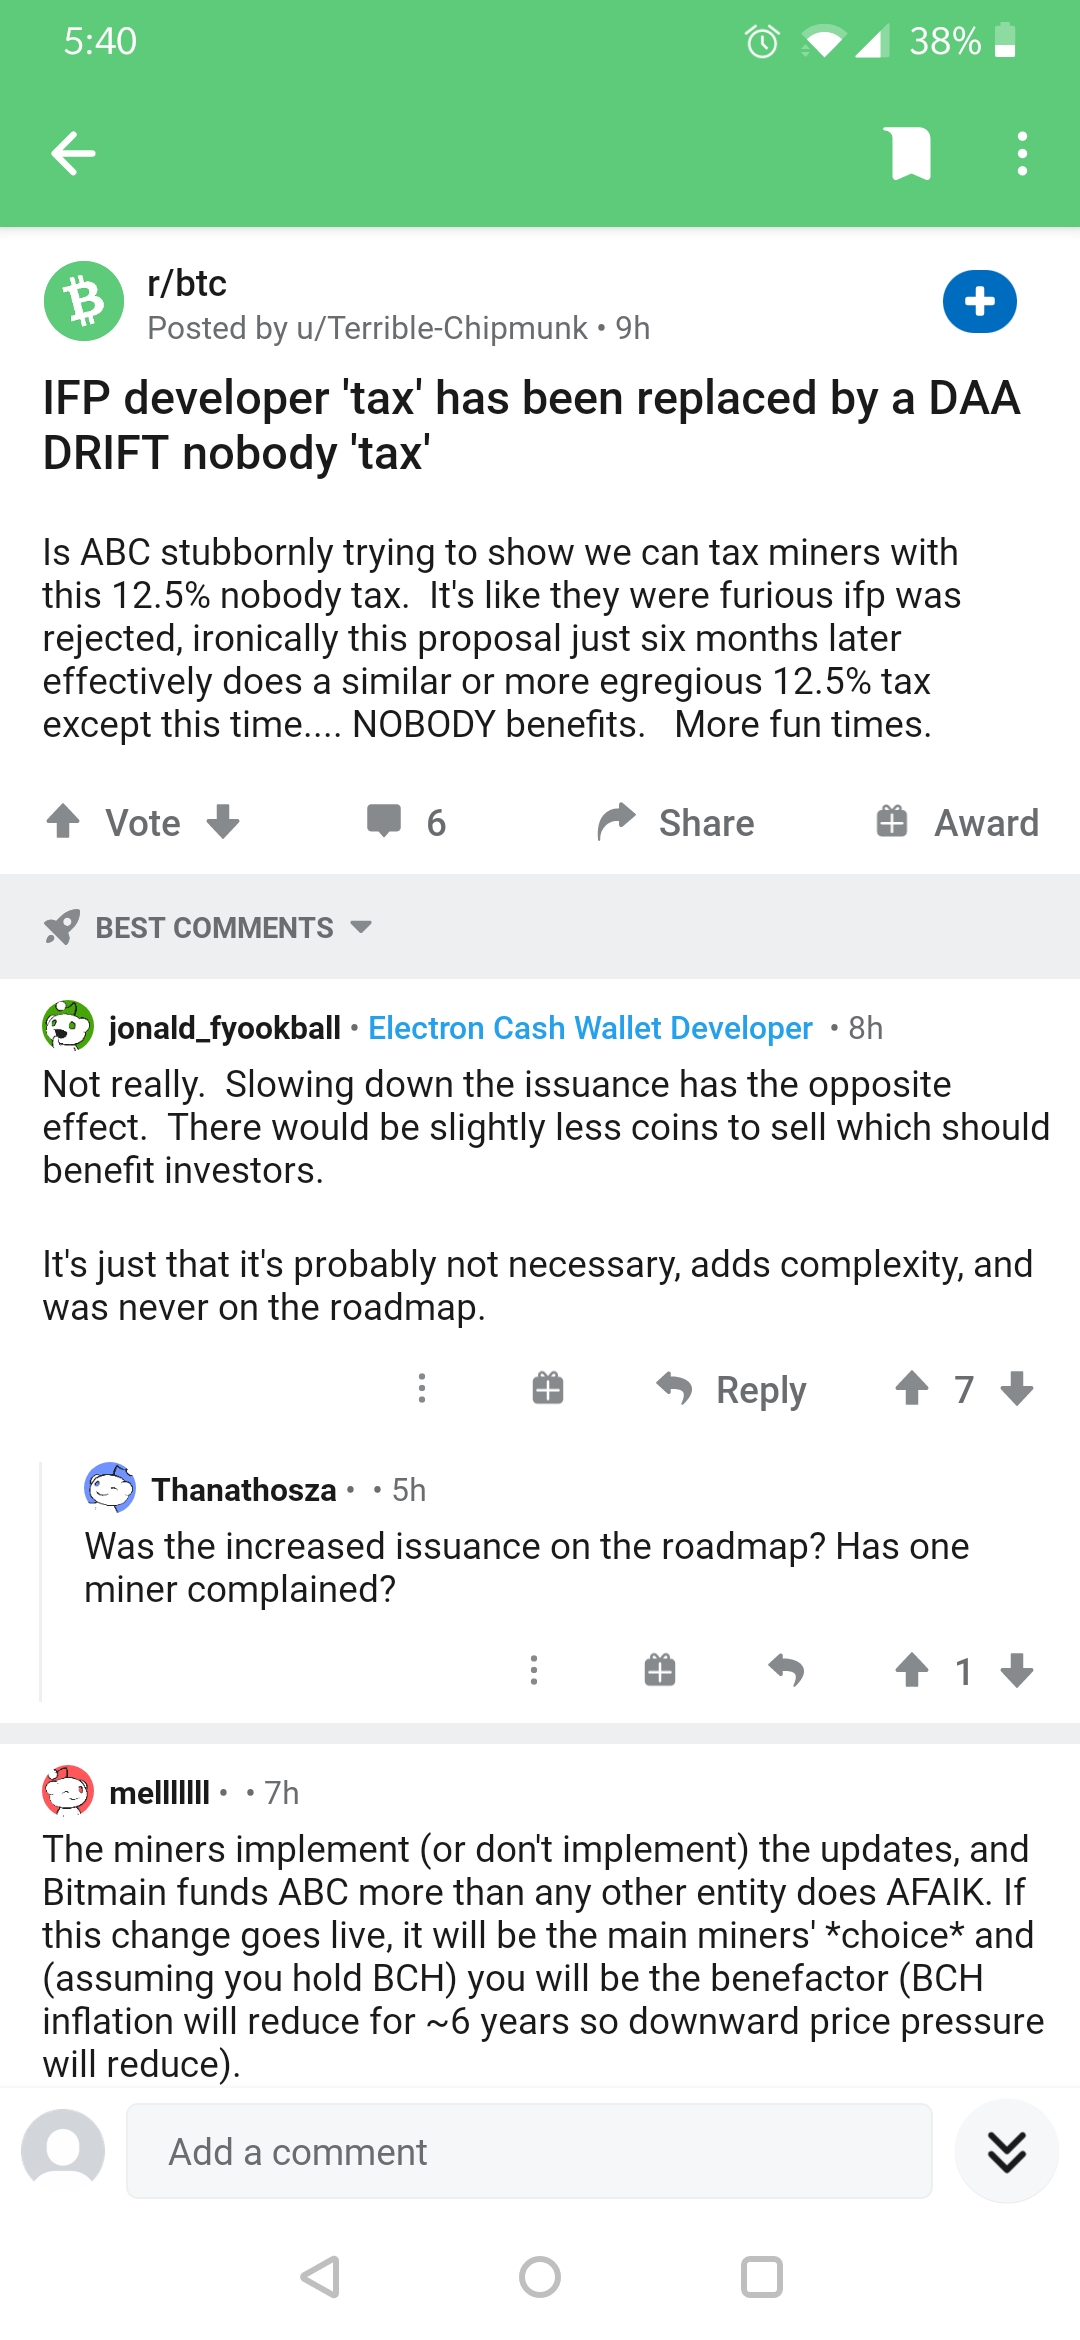 5:40
38%
r/btc
Posted by u/Terrible-Chipmunk • 9h
IFP developer 'tax' has been replaced by a DAA
DRIFT nobody 'tax'
Is ABC stubbornly trying to show we can tax miners with
this 12.5% nobody tax.  It's like they were furious ifp was
rejected, ironically this proposal just six months later
effectively does a similar or more egregious 12.5% tax
except this time.... NOBODY benefits.   More fun times.
Vote
6
Share
Award
BEST COMMENTS
jonald_fyookball • Electron Cash Wallet Developer • 8h
Not really.  Slowing down the issuance has the opposite
effect.  There would be slightly less coins to sell which should
benefit investors.
It's just that it's probably not necessary, adds complexity, and
was never on the roadmap.
Reply
7
Thanathosza • • 5h
Was the increased issuance on the roadmap? Has one
miner complained?
1
melllllll • • 7h
The miners implement (or don't implement) the updates, and
Bitmain funds ABC more than any other entity does AFAIK. If
this change goes live, it will be the main miners' *choice* and
(assuming you hold BCH) you will be the benefactor (BCH
inflation will reduce for ~6 years so downward price pressure
will reduce).
Add a comment